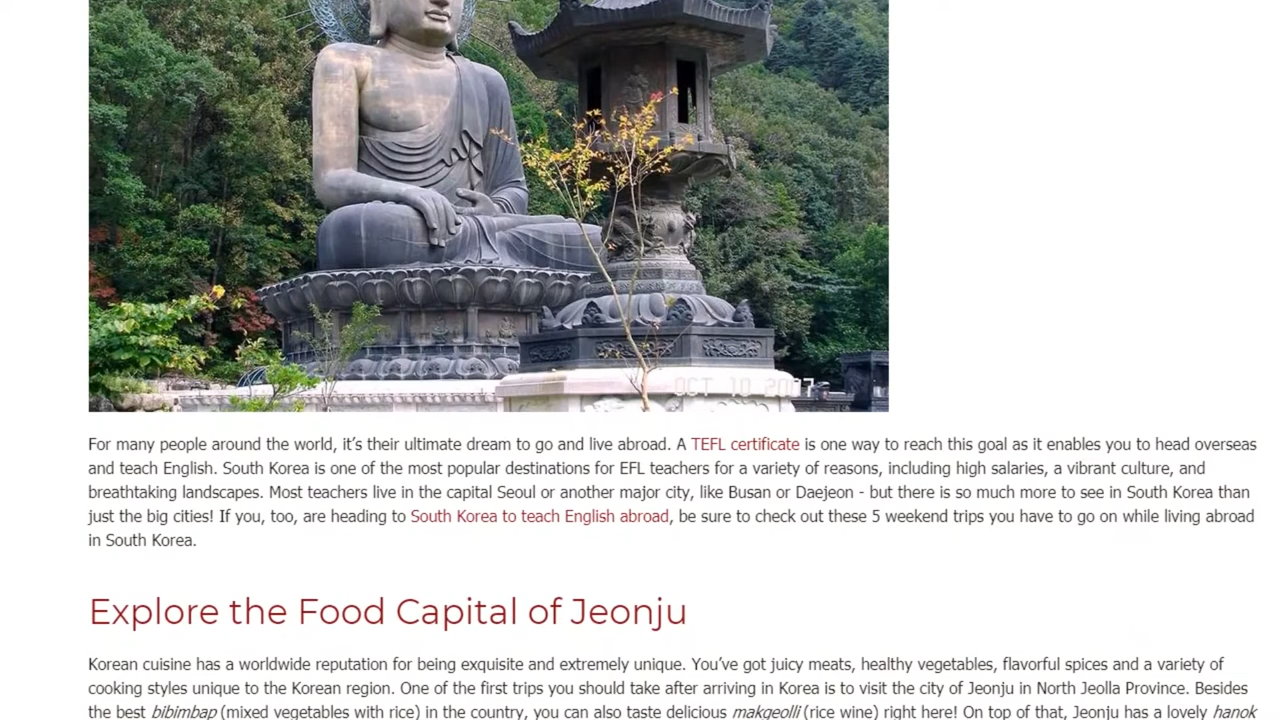 OCT 10 2007
For many people around the world, it’s their ultimate dream to go and live abroad. A TEFL certificate is one way to reach this goal as it enables you to head overseas
and teach English. South Korea is one of the most popular destinations for EFL teachers for a variety of reasons, including high salaries, a vibrant culture, and
breathtaking landscapes. Most teachers live in the capital Seoul or another major city, like Busan or Daejeon - but there is so much more to see in South Korea than
just the big cities! If you, too, are heading to South Korea to teach English abroad, be sure to check out these 5 weekend trips you have to go on while living abroad
in South Korea.
Explore the Food Capital of Jeonju
Korean cuisine has a worldwide reputation for being exquisite and extremely unique. You’ve got juicy meats, healthy vegetables, flavorful spices and a variety of
cooking styles unique to the Korean region. One of the first trips you should take after arriving in Korea is to visit the city of Jeonju in North Jeolla Province. Besides
the best bibimbap (mixed vegetables with rice) in the country, you can also taste delicious makgeolli (rice wine) right here! On top of that, Jeonju has a lovely hanok